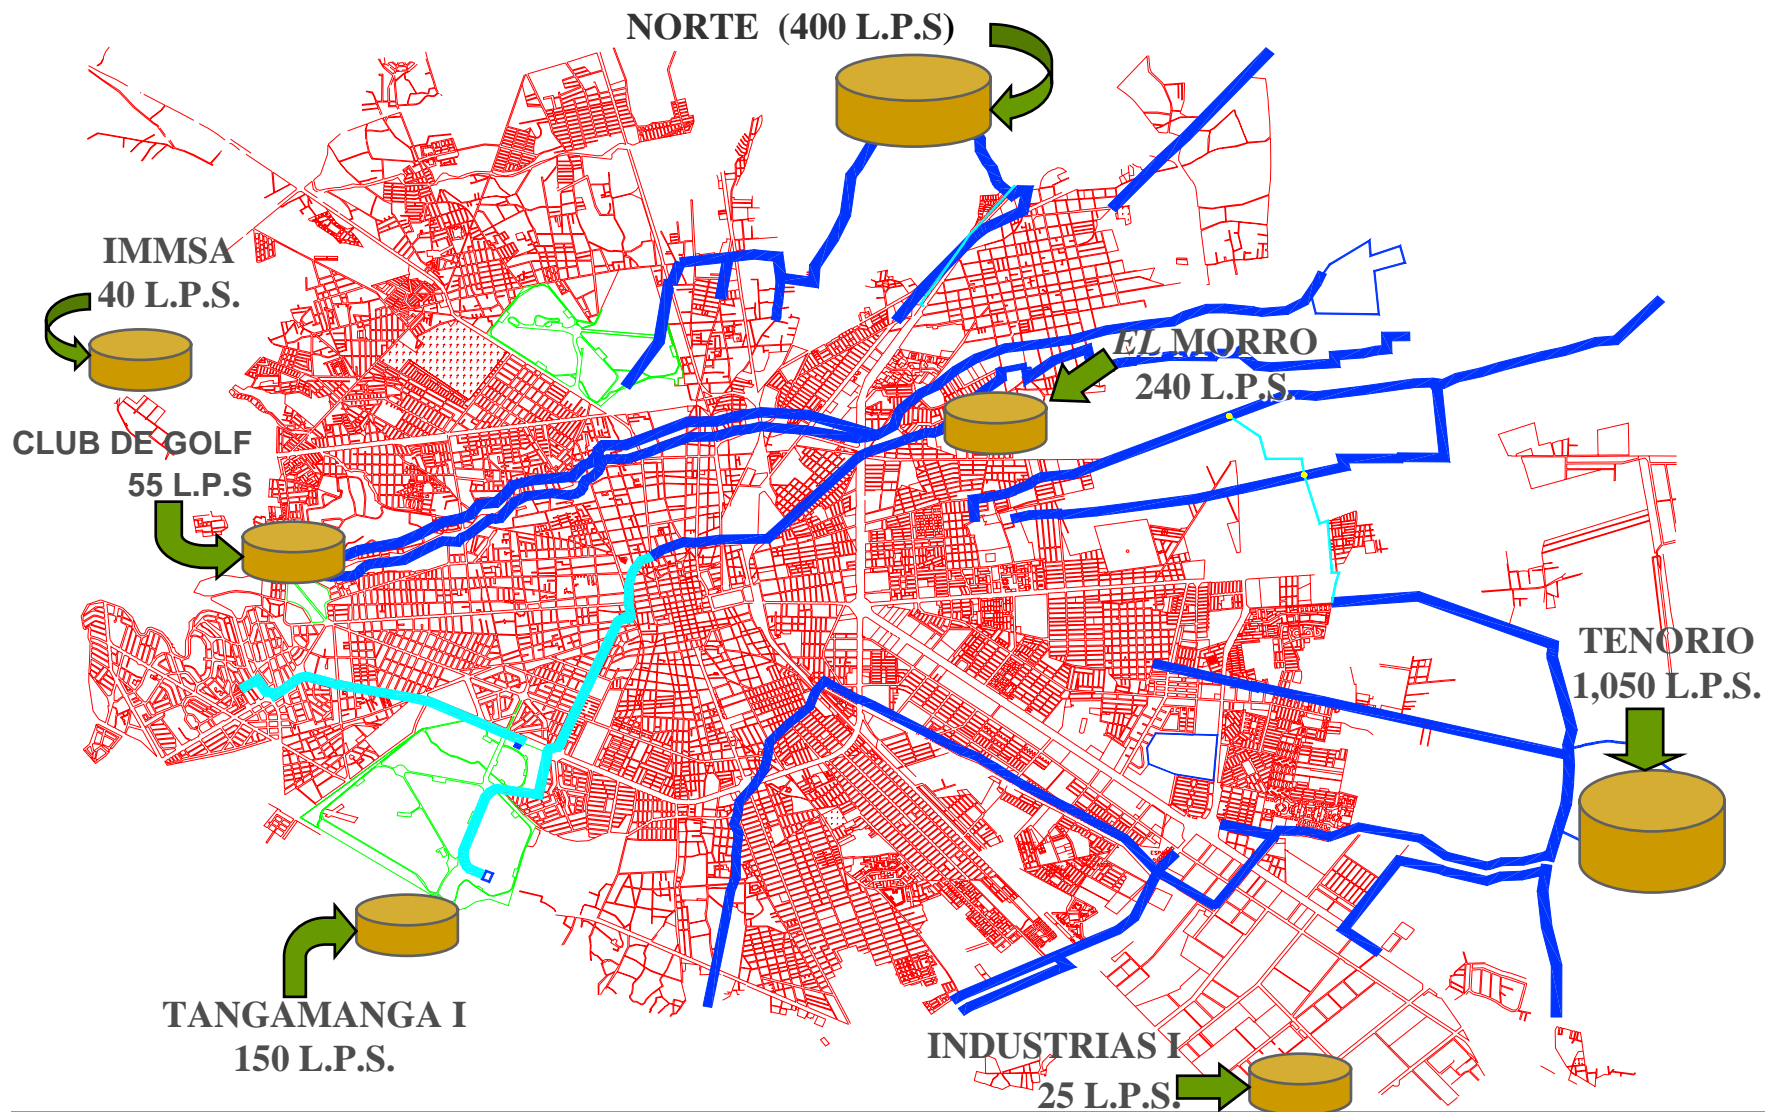 NORTE (400 L.P.S)
IMMSA
40 L.P.S.
EL MORRO
240 L.P.S.
CLUB DE GOLF
55 L.P.S
TENORIO
1,050 L.P.S.
TANGAMANGA I
150 L.P.S.
INDUSTRIAS I
25 L.P.S.